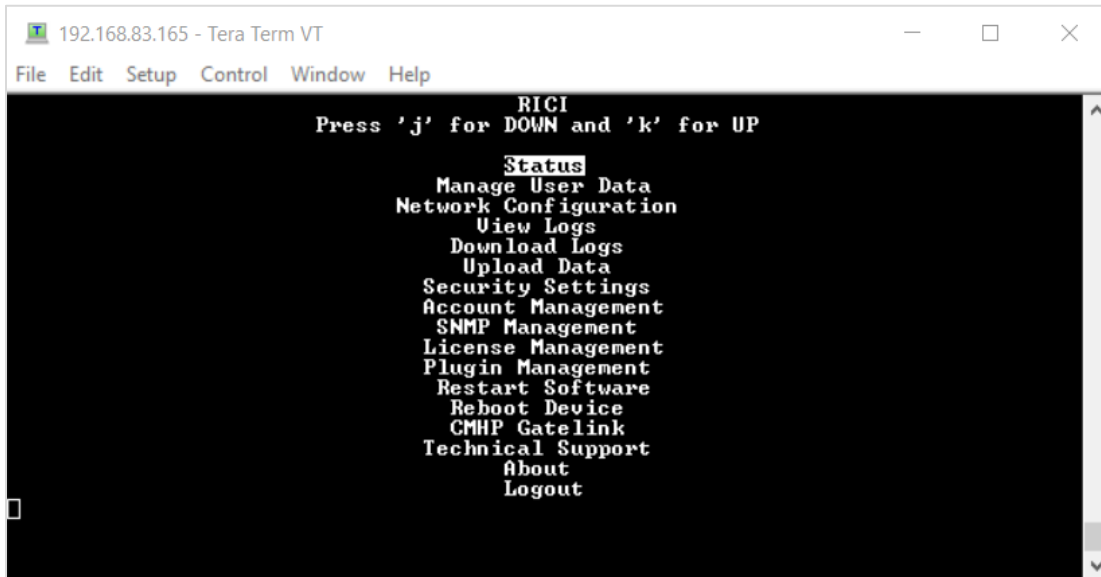 192.168.83.165 - Tera Term VT
File Edit Setup Control Window Help
RICI
Press 'j' for DOWN and 'k' for UP
Status
Manage User Data
Network Configuration
View Logs
Download Logs
Upload Data
Security Settings
Account Management
SNMP Management
License Management
Plugin Management
Restart Software
Reboot Device
CMHP Gatelink
Technical Support
About
Logout